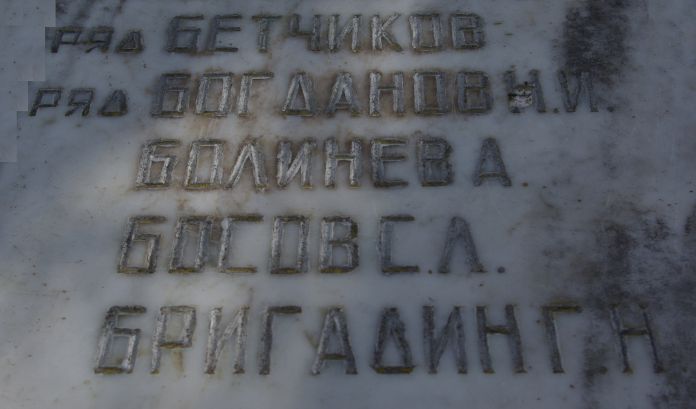 РЯД БЕТЧИКОВ
РЯД БОГДАНОВ Н.И.
БОЛИНЕВ А
БОСОВ С.Л.
БРИГАДИН Г.Н